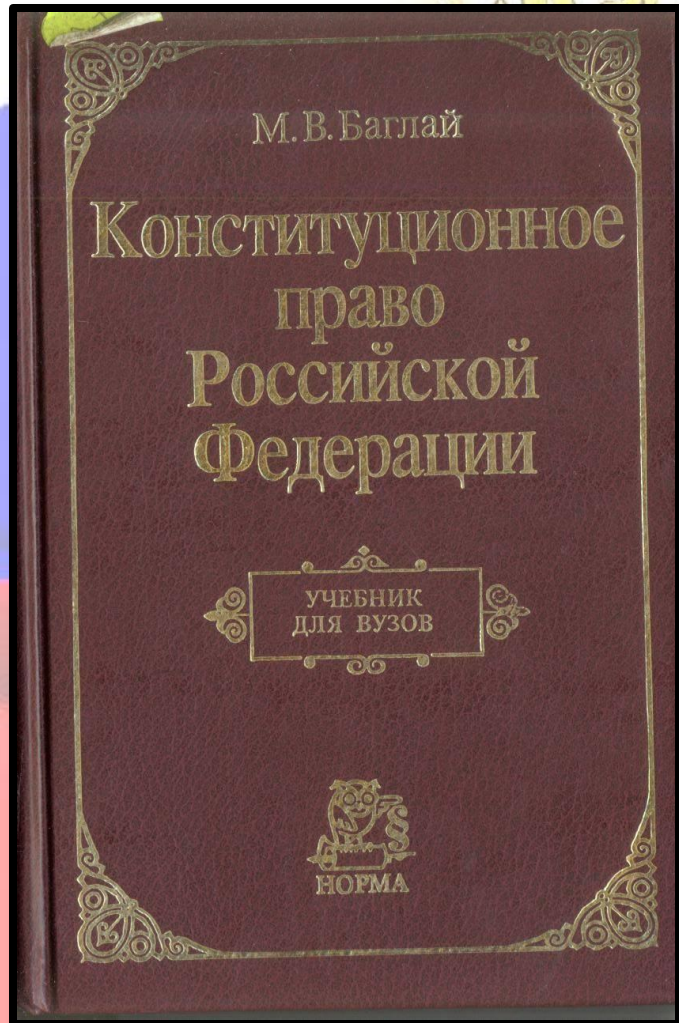 М. В. Баглай
Конституционное
право
Российской
Федерации
УЧЕБНИК
ДЛЯ ВУЗОВ
§
НОРМА